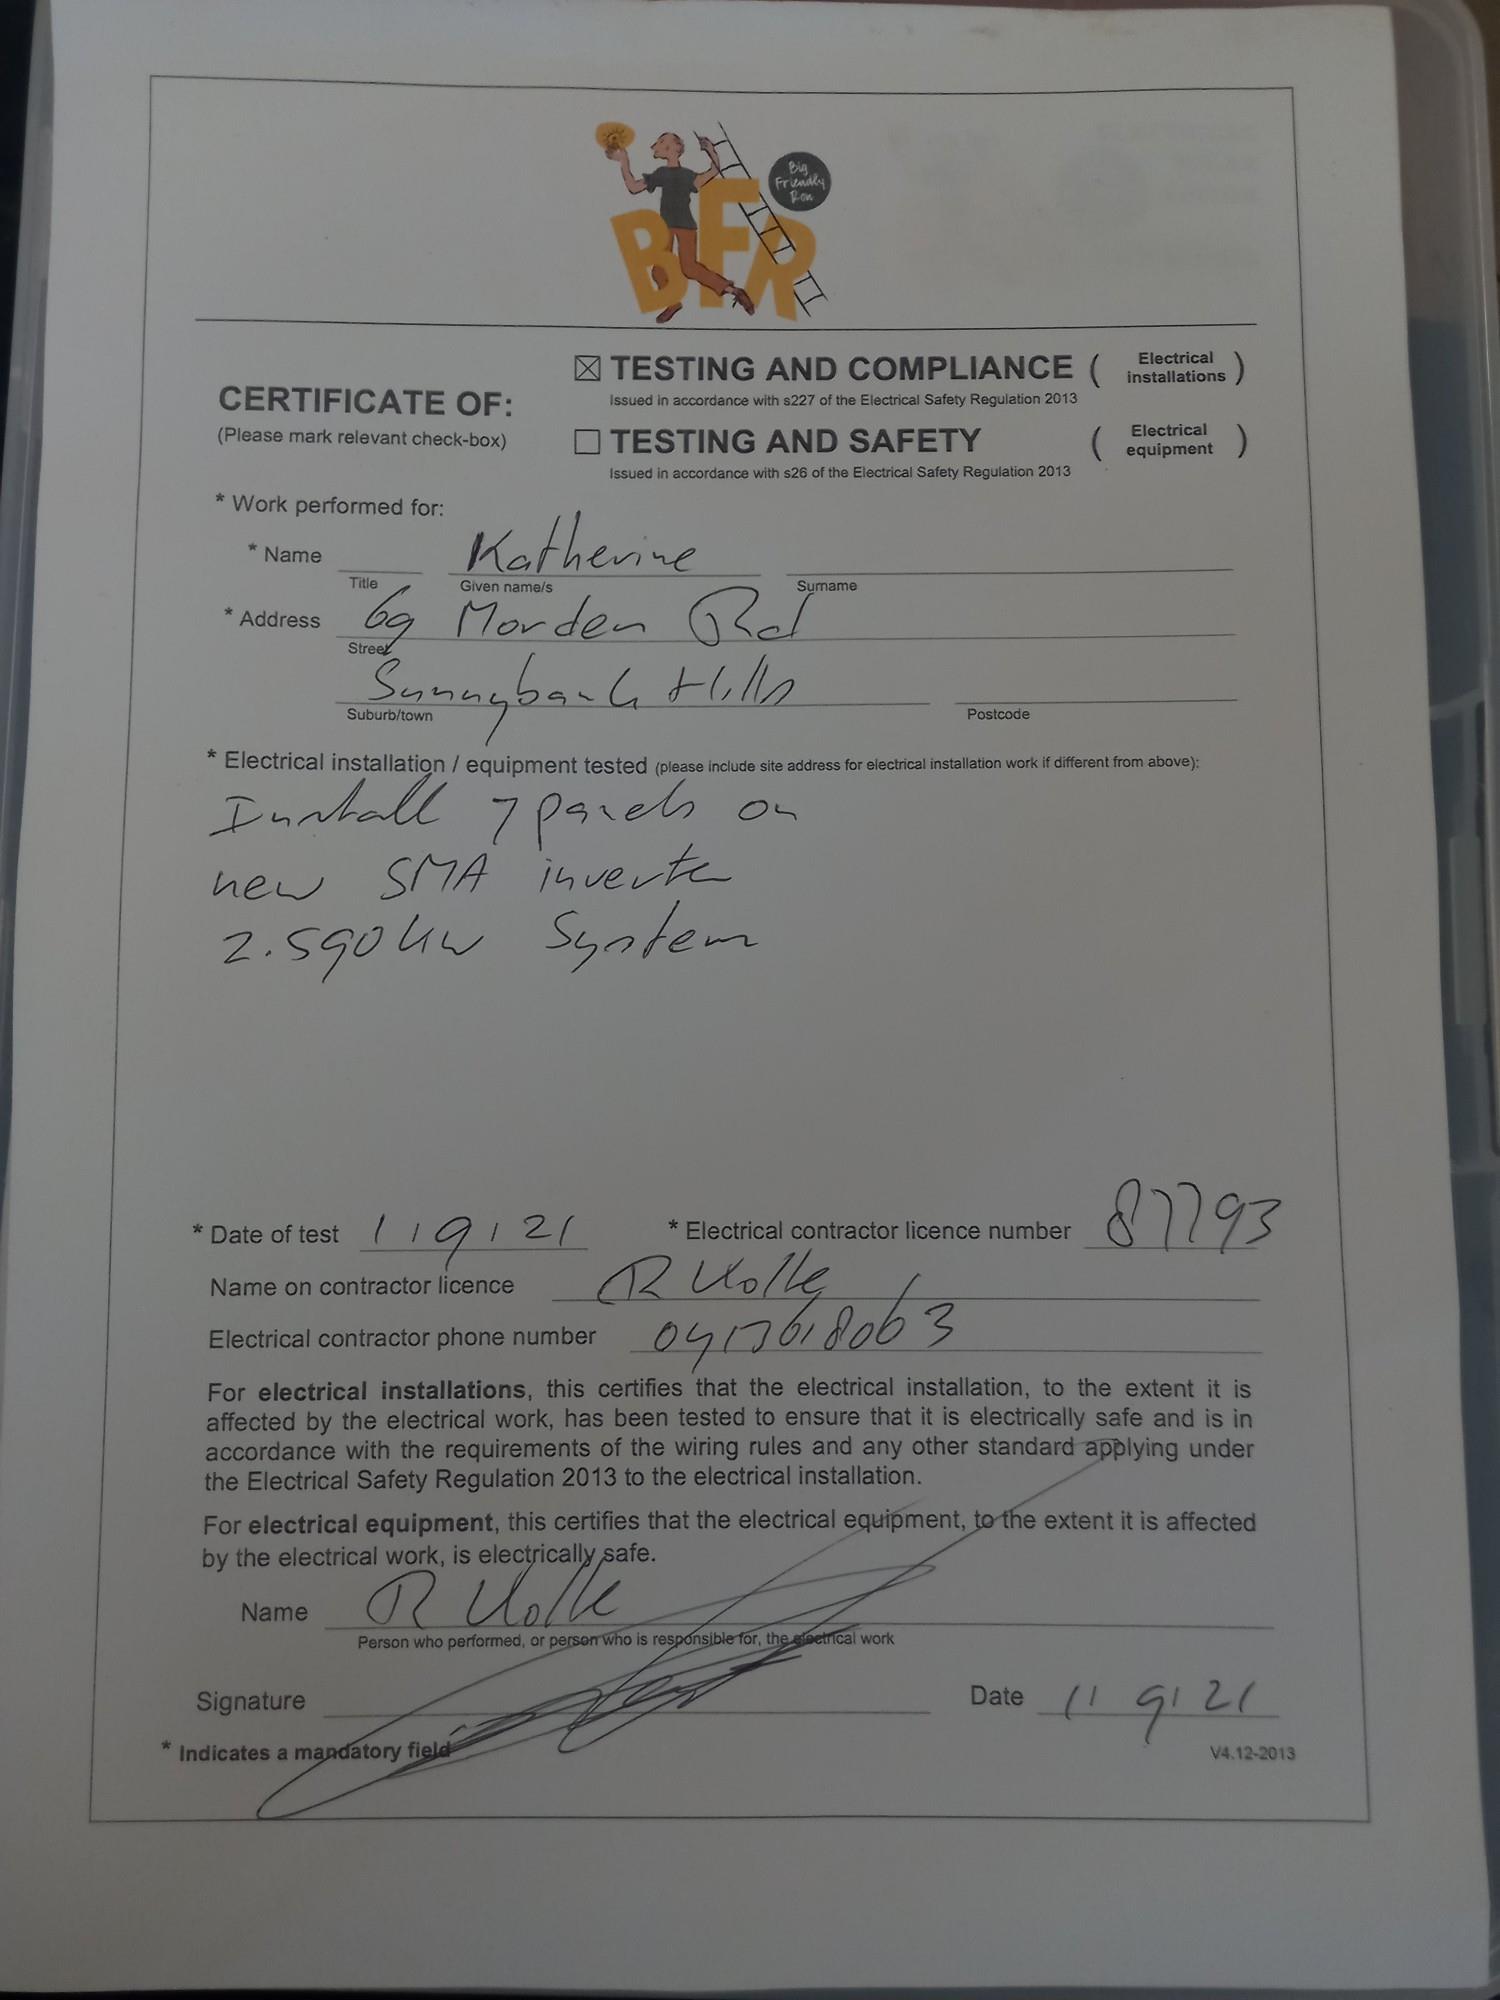 Big
Friendly
Ron
BFR
CERTIFICATE OF:
(Please mark relevant check-box)
☒ TESTING AND COMPLIANCE ( Electrical installations )
Issued in accordance with s227 of the Electrical Safety Regulation 2013
☐ TESTING AND SAFETY ( Electrical equipment )
Issued in accordance with s26 of the Electrical Safety Regulation 2013
* Work performed for:
* Name Katherine
Title Given name/s Surname
* Address 69 Morden Rd
Street
Sunnybank Hills
Suburb/town Postcode
* Electrical installation / equipment tested (please include site address for electrical installation work if different from above):
Install 7 panels on
new SMA inverter
2.590kw System
* Date of test 1/9/21 * Electrical contractor licence number 87793
Name on contractor licence R
Electrical contractor phone number 0417618063
For electrical installations, this certifies that the electrical installation, to the extent it is
affected by the electrical work, has been tested to ensure that it is electrically safe and is in
accordance with the requirements of the wiring rules and any other standard applying under
the Electrical Safety Regulation 2013 to the electrical installation.
For electrical equipment, this certifies that the electrical equipment, to the extent it is affected
by the electrical work, is electrically safe.
Name R
Person who performed, or person who is responsible for, the electrical work
Signature Date 1/9/21
* Indicates a mandatory field V4.12-2013